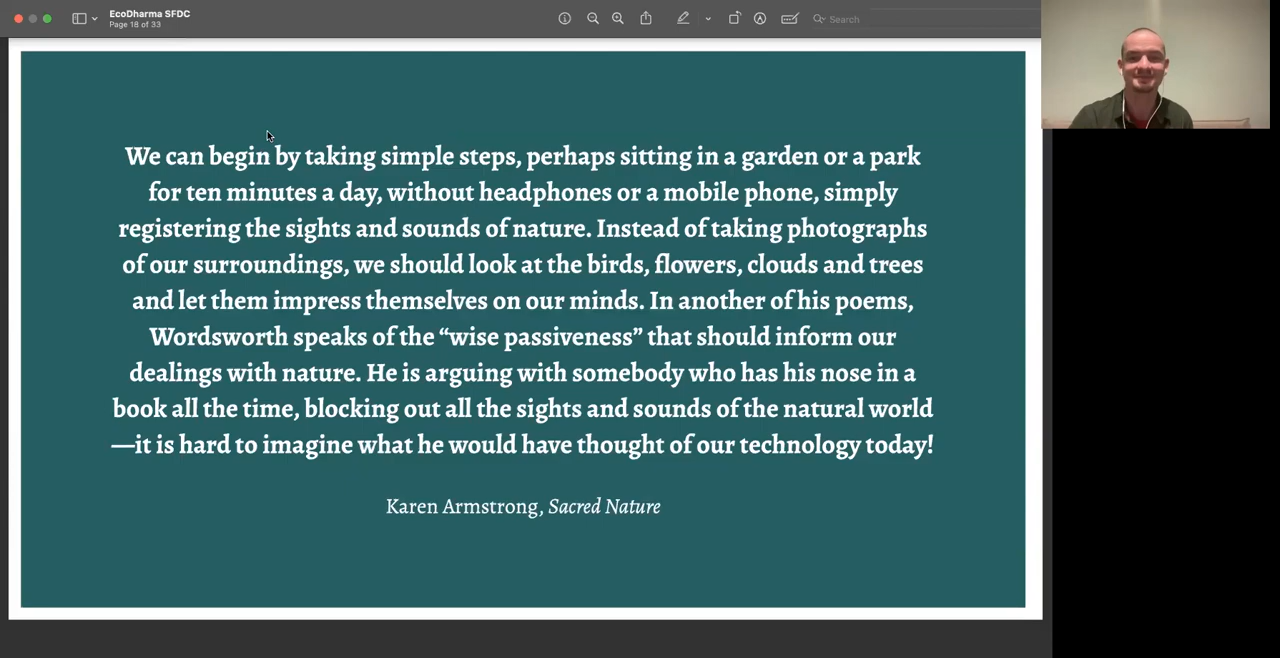 EcoDharma SFDC
Page 18 of 33
Search
We can begin by taking simple steps, perhaps sitting in a garden or a park
for ten minutes a day, without headphones or a mobile phone, simply
registering the sights and sounds of nature. Instead of taking photographs
of our surroundings, we should look at the birds, flowers, clouds and trees
and let them impress themselves on our minds. In another of his poems,
Wordsworth speaks of the “wise passiveness” that should inform our
dealings with nature. He is arguing with somebody who has his nose in a
book all the time, blocking out all the sights and sounds of the natural world
—it is hard to imagine what he would have thought of our technology today!
Karen Armstrong, Sacred Nature